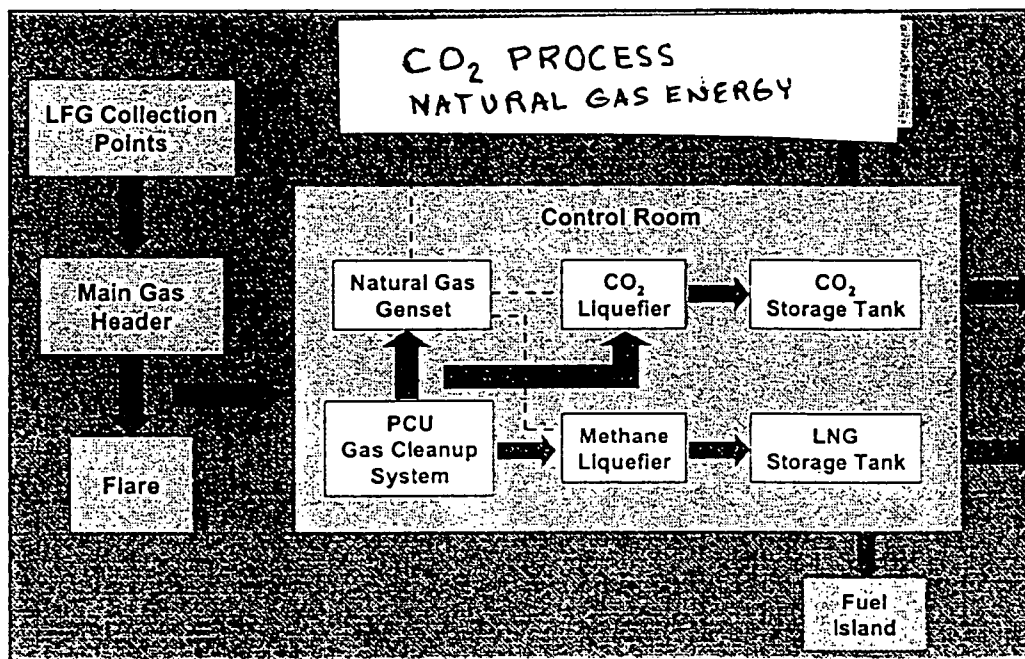 CO₂ PROCESS
NATURAL GAS ENERGY
LFG Collection
Points
Main Gas
Header
Flare
Control Room
Natural Gas
Genset
CO₂
Liquefier
CO₂
Storage Tank
PCU
Gas Cleanup
System
Methane
Liquefier
LNG
Storage Tank
Fuel
Island